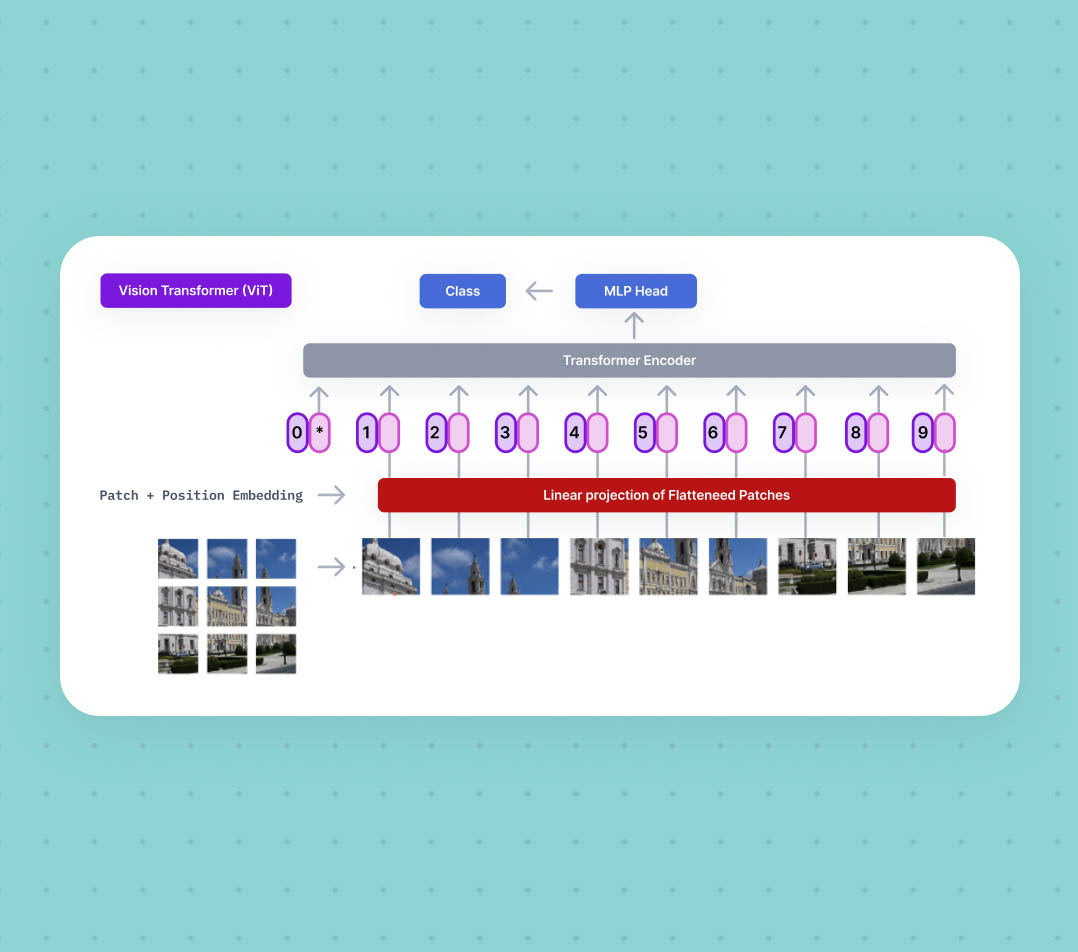 Vision Transformer (ViT)
Class
MLP Head
Transformer Encoder
0 * 1 2 3 4 5 6 7 8 9
Patch + Position Embedding
Linear projection of Flatteneed Patches